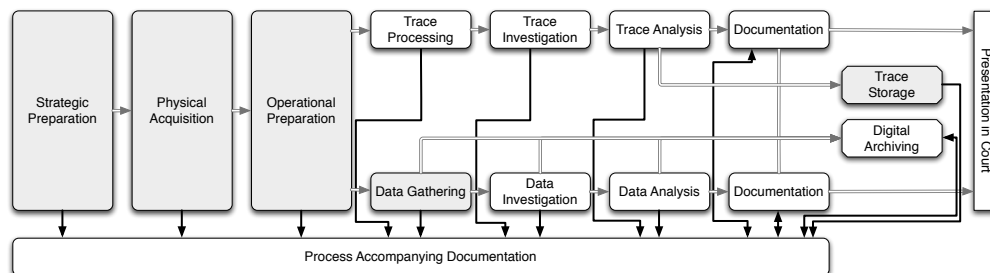 Strategic
Preparation
Physical
Acquisition
Operational
Preparation
Trace
Processing
Trace
Investigation
Trace Analysis
Documentation
Trace
Storage
Digital
Archiving
Data Gathering
Data
Investigation
Data Analysis
Documentation
Presentation in Court
Process Accompanying Documentation